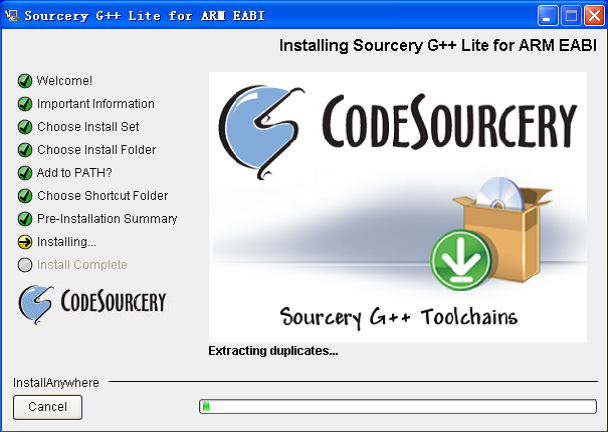 Sourcery G++ Lite for ARM EABI
Installing Sourcery G++ Lite for ARM EABI
Welcome!
Important Information
Choose Install Set
Choose Install Folder
Add to PATH?
Choose Shortcut Folder
Pre-Installation Summary
Installing...
Install Complete
CODESOURCERY
CODESOURCERY
Sourcery G++ Toolchains
Extracting duplicates...
InstallAnywhere
Cancel